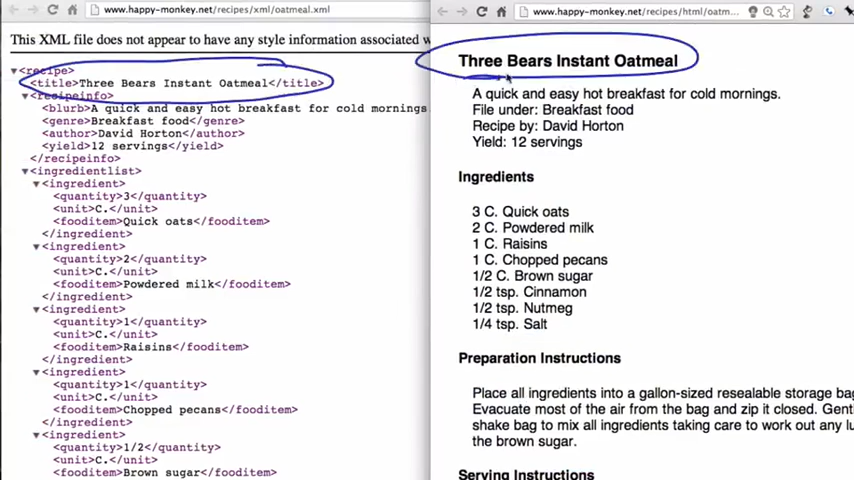 www.happy-monkey.net/recipes/xml/oatmeal.xml
This XML file does not appear to have any style information associated w
▼<recipe>
<title>Three Bears Instant Oatmeal</title>
▼<recipeinfo>
<blurb>A quick and easy hot breakfast for cold mornings.
<genre>Breakfast food</genre>
<author>David Horton</author>
<yield>12 servings</yield>
</recipeinfo>
▼<ingredientlist>
▼<ingredient>
<quantity>3</quantity>
<unit>C.</unit>
<fooditem>Quick oats</fooditem>
</ingredient>
▼<ingredient>
<quantity>2</quantity>
<unit>C.</unit>
<fooditem>Powdered milk</fooditem>
</ingredient>
▼<ingredient>
<quantity>1</quantity>
<unit>C.</unit>
<fooditem>Raisins</fooditem>
</ingredient>
▼<ingredient>
<quantity>1</quantity>
<unit>C.</unit>
<fooditem>Chopped pecans</fooditem>
</ingredient>
▼<ingredient>
<quantity>1/2</quantity>
<unit>C.</unit>
<fooditem>Brown sugar</fooditem>
www.happy-monkey.net/recipes/html/oatm...
Three Bears Instant Oatmeal
A quick and easy hot breakfast for cold mornings.
File under: Breakfast food
Recipe by: David Horton
Yield: 12 servings
Ingredients
3 C. Quick oats
2 C. Powdered milk
1 C. Raisins
1 C. Chopped pecans
1/2 C. Brown sugar
1/2 tsp. Cinnamon
1/2 tsp. Nutmeg
1/4 tsp. Salt
Preparation Instructions
Place all ingredients into a gallon-sized resealable storage bag
Evacuate most of the air from the bag and zip it closed. Gentl
shake bag to mix all ingredients taking care to work out any lu
the brown sugar.
Serving Instructions